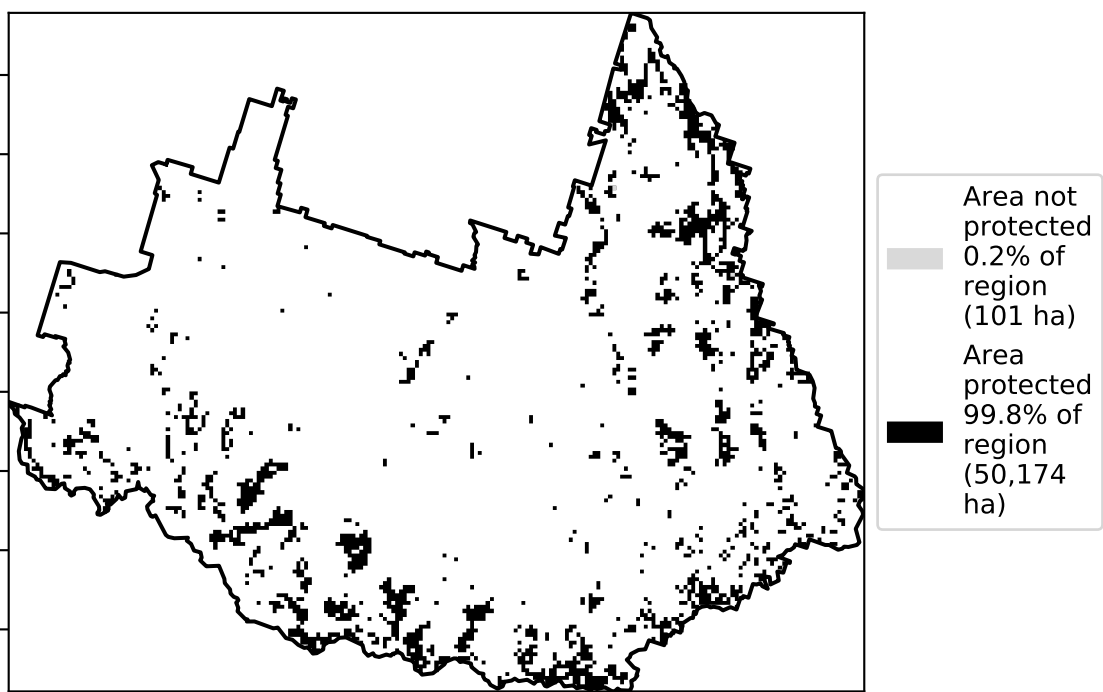 Area not
protected
0.2% of
region
(101 ha)
Area
protected
99.8% of
region
(50,174
ha)